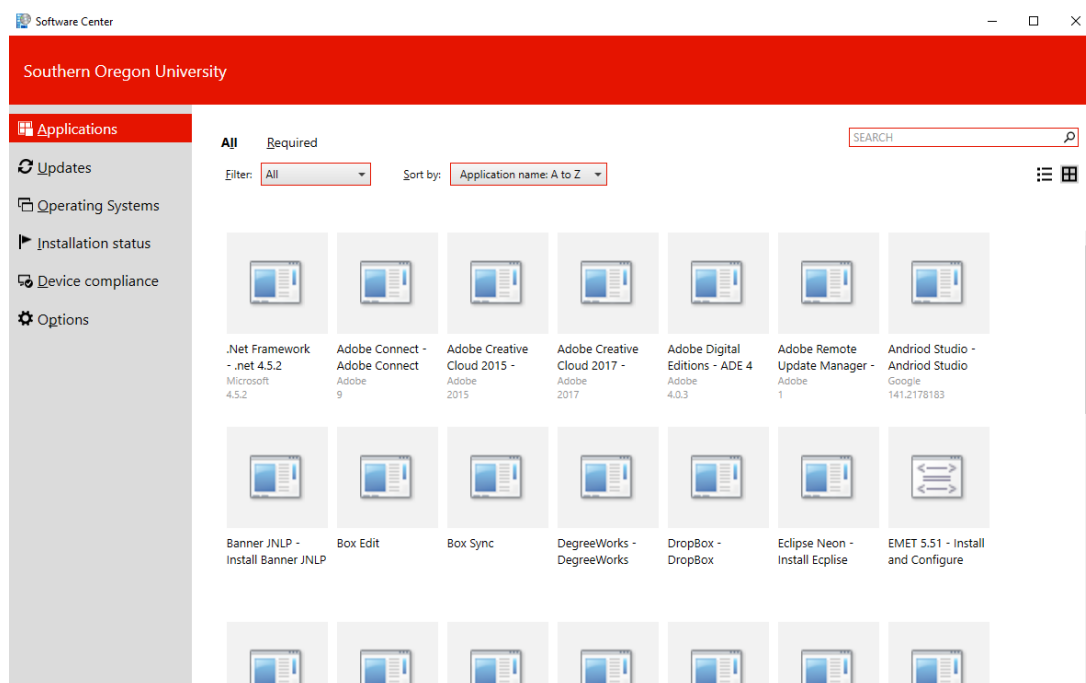 Software Center
Southern Oregon University
Applications
Updates
Operating Systems
Installation status
Device compliance
Options
All Required
SEARCH
Filter: All Sort by: Application name: A to Z
.Net Framework
- .net 4.5.2
Microsoft
4.5.2
Adobe Connect -
Adobe Connect
Adobe
9
Adobe Creative
Cloud 2015 -
Adobe
2015
Adobe Creative
Cloud 2017 -
Adobe
2017
Adobe Digital
Editions - ADE 4
Adobe
4.0.3
Adobe Remote
Update Manager -
Adobe
1
Andriod Studio -
Andriod Studio
Google
141.2178183
Banner JNLP -
Install Banner JNLP
Box Edit
Box Sync
DegreeWorks -
DegreeWorks
DropBox -
DropBox
Eclipse Neon -
Install Ecplise
EMET 5.51 - Install
and Configure